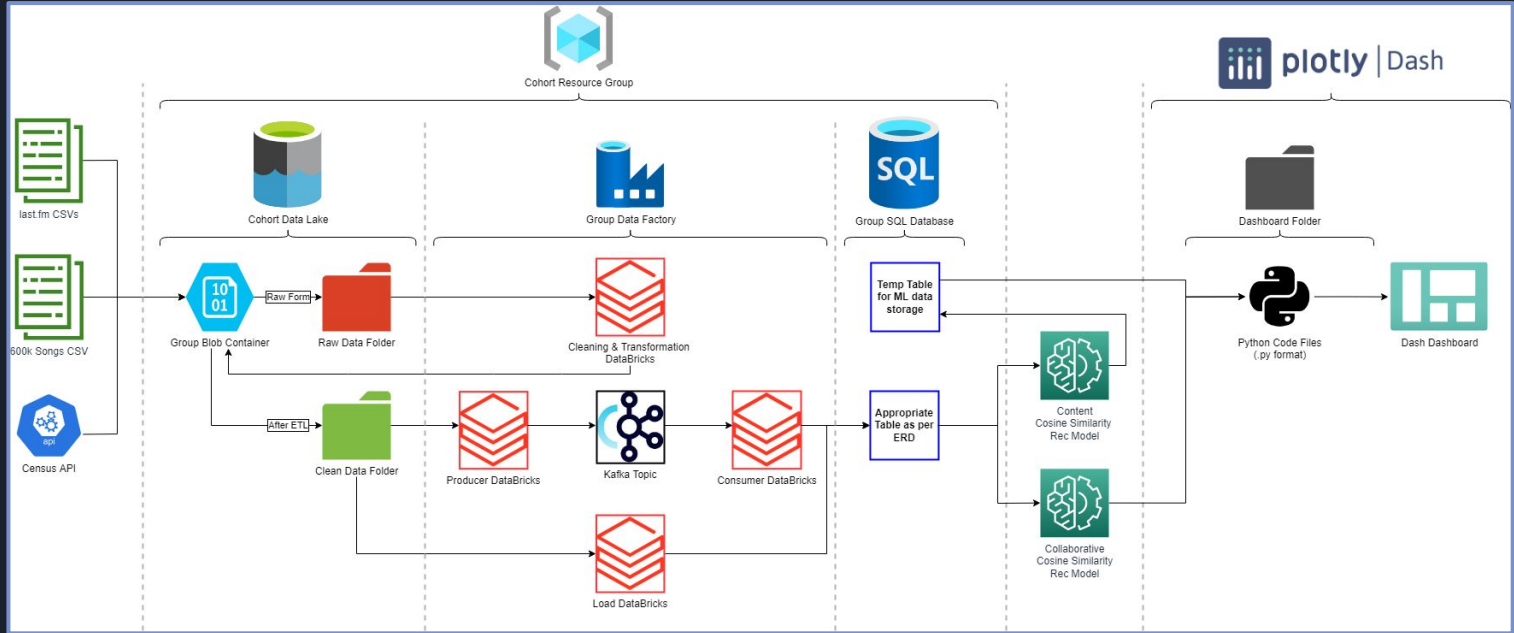 Cohort Resource Group
plotly | Dash
last.fm CSVs
Cohort Data Lake
Group Data Factory
SQL
Group SQL Database
Dashboard Folder
600k Songs CSV
10
01
Group Blob Container
Raw Form
Raw Data Folder
Cleaning & Transformation
DataBricks
Temp Table
for ML data
storage
Python Code Files
(.py format)
Dash Dashboard
api
Census API
After ETL
Clean Data Folder
Producer DataBricks
Kafka Topic
Consumer DataBricks
Appropriate
Table as per
ERD
Content
Cosine Similarity
Rec Model
Load DataBricks
Collaborative
Cosine Similarity
Rec Model